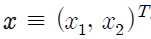 x ≡ (x₁, x₂)ᵀ